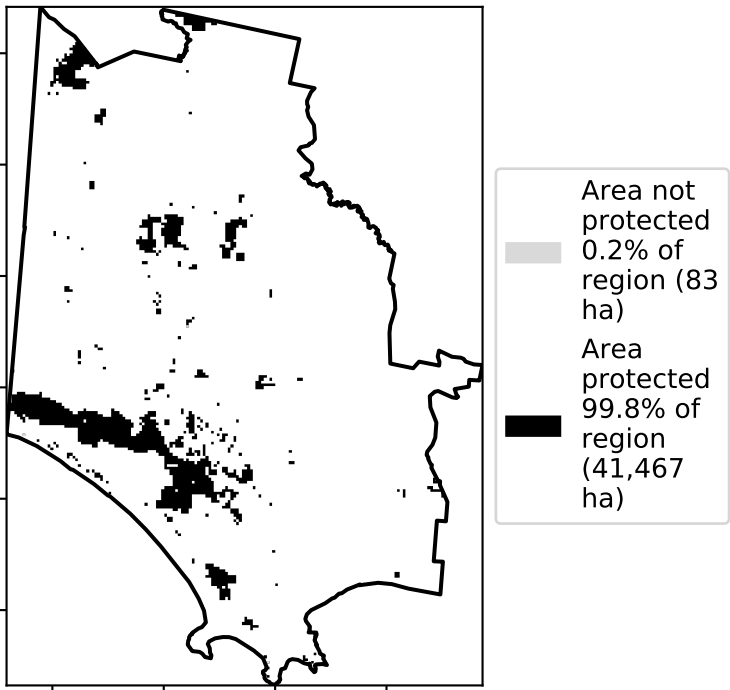 Area not
protected
0.2% of
region (83
ha)
Area
protected
99.8% of
region
(41,467
ha)